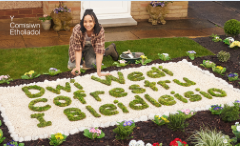 Y
Comisiwn
Etholiadol
Dwi Wedi
Cofrestru
I Bleidleisio